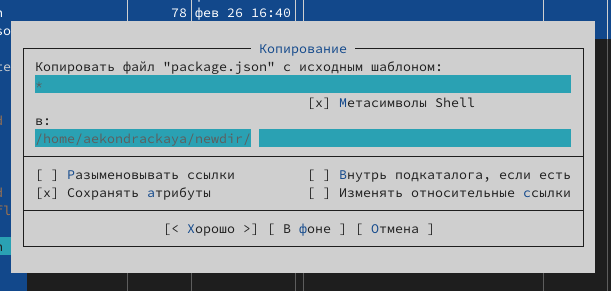 78 фев 26 16:40
Копирование
Копировать файл "package.json" с исходным шаблоном:
*
[x] Метасимволы Shell
в:
/home/aekondrackaya/newdir/
[ ] Разыменовывать ссылки [ ] Внутрь подкаталога, если есть
[x] Сохранять атрибуты [ ] Изменять относительные ссылки
[< Хорошо >] [ В фоне ] [ Отмена ]